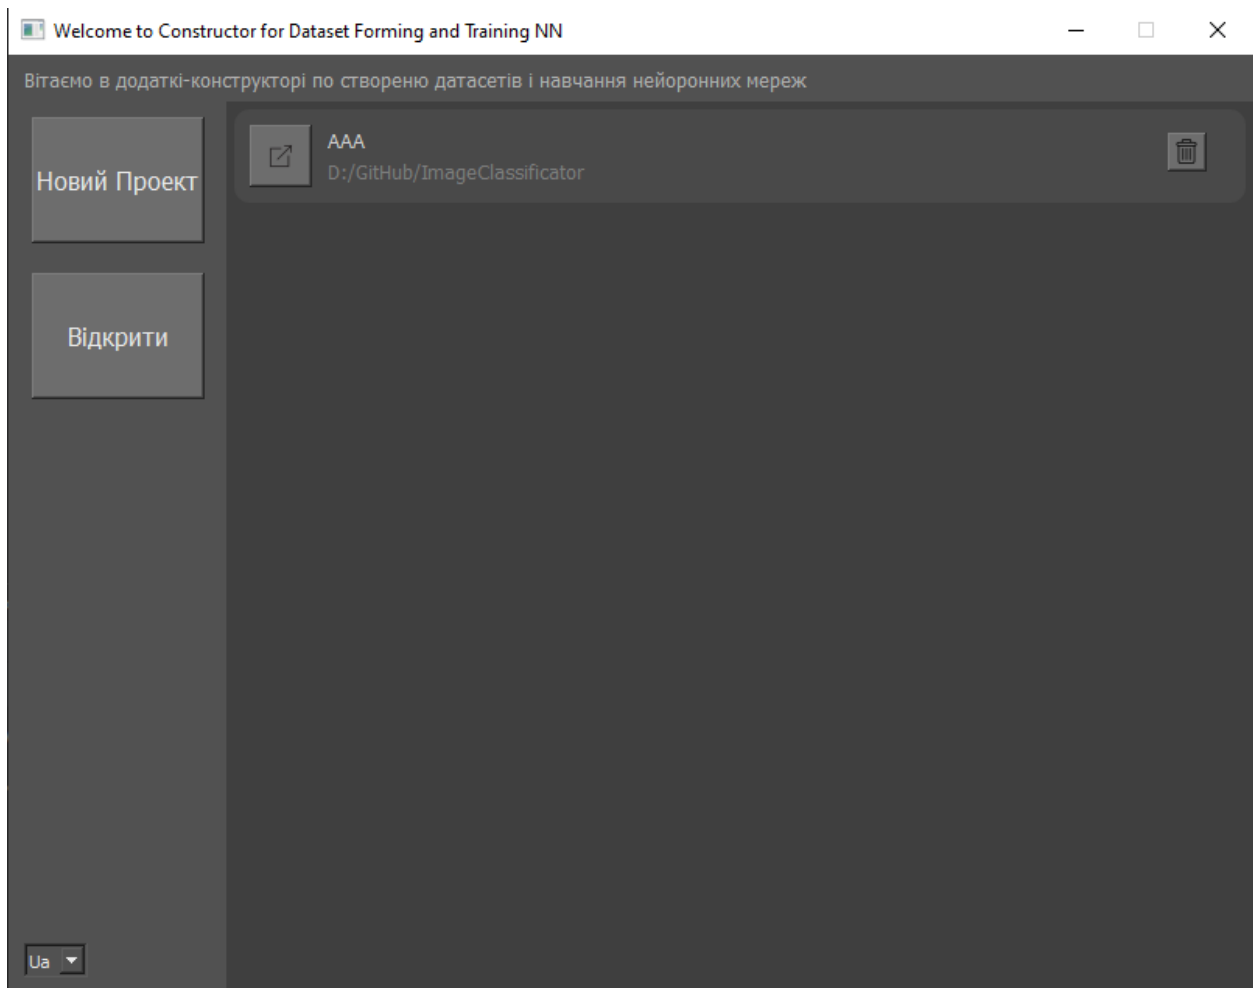 Welcome to Constructor for Dataset Forming and Training NN
Вітаємо в додаткі-конструкторі по створеню датасетів і навчання нейоронних мереж
Новий Проект
AAA
D:/GitHub/ImageClassificator
Відкрити
Ua